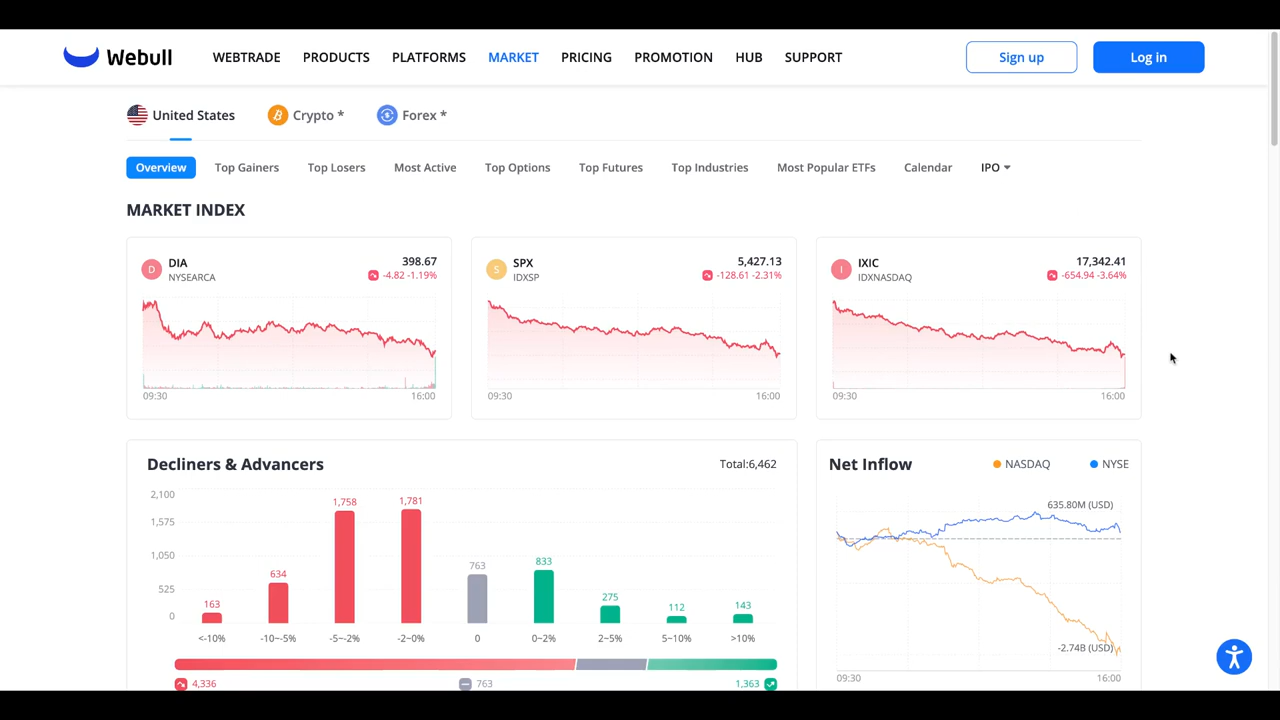 Webull WEBTRADE PRODUCTS PLATFORMS MARKET PRICING PROMOTION HUB SUPPORT Sign up Log in
United States Crypto * Forex *
Overview Top Gainers Top Losers Most Active Top Options Top Futures Top Industries Most Popular ETFs Calendar IPO
MARKET INDEX
D DIA 398.67
NYSEARCA -4.82 -1.19%
09:30 16:00
S SPX 5,427.13
IDXSP -128.61 -2.31%
09:30 16:00
I IXIC 17,342.41
IDXNASDAQ -654.94 -3.64%
09:30 16:00
Decliners & Advancers Total:6,462
2,100
1,575
1,050
525
0
163 634 1,758 1,781 763 833 275 112 143
<-10% -10~-5% -5~-2% -2~0% 0 0~2% 2~5% 5~10% >10%
4,336 763 1,363
Net Inflow NASDAQ NYSE
635.80M (USD)
-2.74B (USD)
09:30 16:00